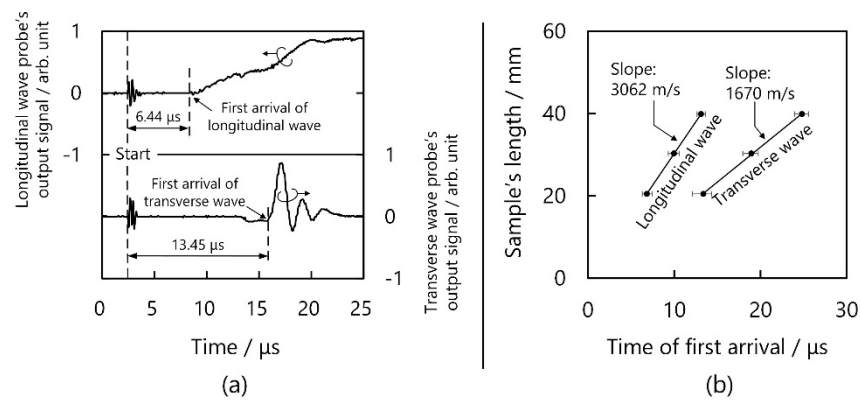 Longitudinal wave probe's
output signal / arb. unit
1
0
-1
6.44 μs
First arrival of
longitudinal wave
Start
First arrival of
transverse wave
13.45 μs
1
0
-1
Transverse wave probe's
output signal / arb. unit
0 5 10 15 20 25
Time / μs
(a)
Sample's length / mm
60
40
20
0
Slope:
3062 m/s
Slope:
1670 m/s
Longitudinal wave
Transverse wave
0 10 20 30
Time of first arrival / μs
(b)